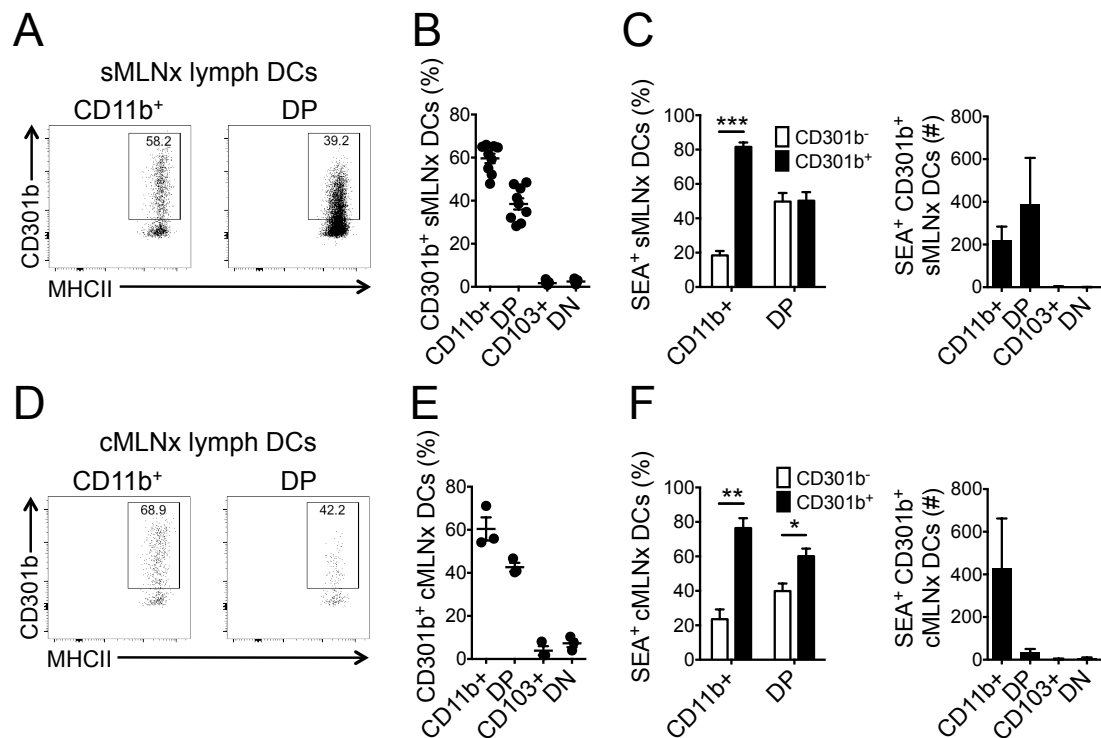 A
sMLNx lymph DCs
CD11b⁺
DP
58.2
39.2
CD301b
MHCII
B
CD301b⁺ sMLNx DCs (%)
80
60
40
20
0
CD11b+
DP
CD103+
DN
C
SEA⁺ sMLNx DCs (%)
100
80
60
40
20
0
***
CD301b⁻
CD301b⁺
CD11b+
DP
SEA⁺ CD301b⁺
sMLNx DCs (#)
800
600
400
200
0
CD11b+
DP
CD103+
DN
D
cMLNx lymph DCs
CD11b⁺
DP
68.9
42.2
CD301b
MHCII
E
CD301b⁺ cMLNx DCs (%)
80
60
40
20
0
CD11b+
DP
CD103+
DN
F
SEA⁺ cMLNx DCs (%)
100
80
60
40
20
0
**
*
CD301b⁻
CD301b⁺
CD11b+
DP
SEA⁺ CD301b⁺
cMLNx DCs (#)
800
600
400
200
0
CD11b+
DP
CD103+
DN